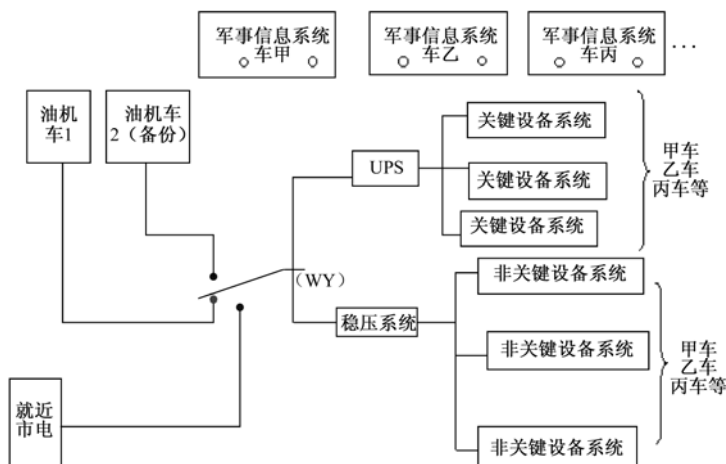 军事信息系统
车甲
军事信息系统
车乙
军事信息系统
车丙
...
油机
车1
油机车
2（备份）
UPS
关键设备系统
关键设备系统
关键设备系统
甲车
乙车
丙车等
（WY）
稳压系统
非关键设备系统
非关键设备系统
非关键设备系统
甲车
乙车
丙车等
就近
市电